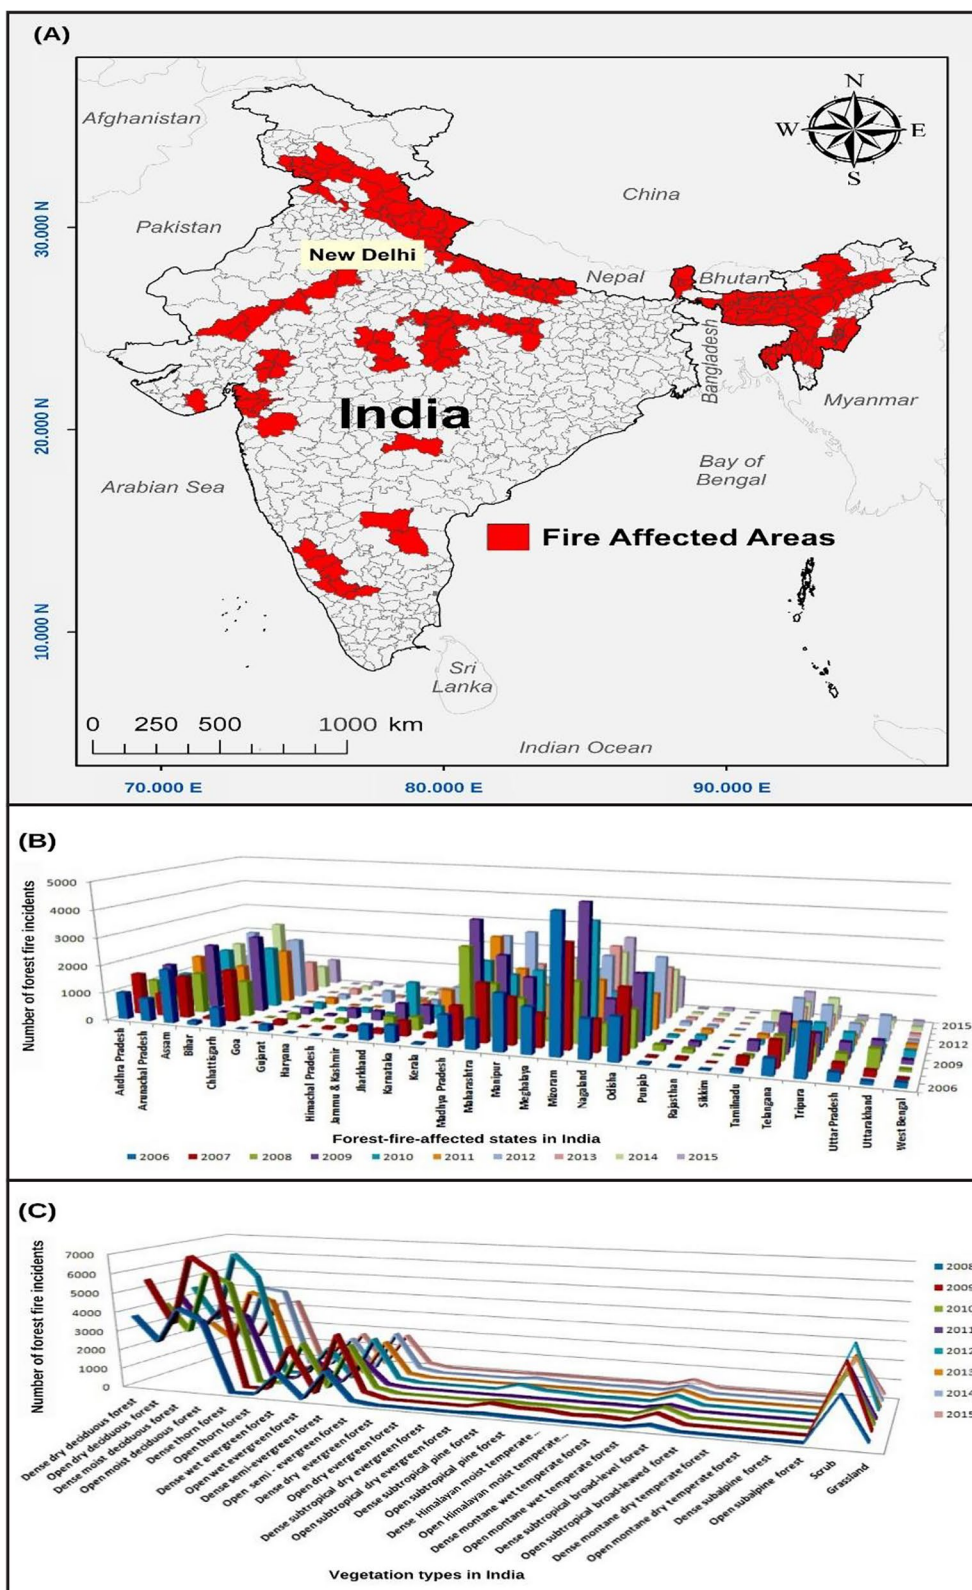 (A)
Afghanistan
N
W
E
S
China
Pakistan
30.000 N
New Delhi
Nepal
Bhutan
Bangladesh
India
20.000 N
Myanmar
Arabian Sea
Bay of
Bengal
Fire Affected Areas
10.000 N
Sri
Lanka
0 250 500 1000 km
Indian Ocean
70.000 E 80.000 E 90.000 E
(B)
Number of forest fire incidents
5000
4000
3000
2000
1000
0
2015
2012
2009
2006
Andhra Pradesh
Arunachal Pradesh
Assam
Bihar
Chhattisgarh
Goa
Gujarat
Haryana
Himachal Pradesh
Jammu & Kashmir
Jharkhand
Karnataka
Kerala
Madhya Pradesh
Maharashtra
Manipur
Meghalaya
Mizoram
Nagaland
Odisha
Punjab
Rajasthan
Sikkim
Tamilnadu
Telangana
Tripura
Uttar Pradesh
Uttarakhand
West Bengal
Forest-fire-affected states in India
2006 2007 2008 2009 2010 2011 2012 2013 2014 2015
(C)
Number of forest fire incidents
7000
6000
5000
4000
3000
2000
1000
0
2008
2009
2010
2011
2012
2013
2014
2015
Dense dry deciduous forest
Open dry deciduous forest
Dense moist deciduous forest
Open moist deciduous forest
Dense thorn forest
Open thorn forest
Dense wet evergreen forest
Open wet evergreen forest
Dense semi-evergreen forest
Open semi - evergreen forest
Dense dry evergreen forest
Open dry evergreen forest
Dense subtropical dry evergreen forest
Open subtropical dry evergreen forest
Dense subtropical pine forest
Open subtropical pine forest
Dense Himalayan moist temperate...
Open Himalayan moist temperate...
Dense montane wet temperate forest
Open montane wet temperate forest
Dense subtropical broad-level forest
Open subtropical broad-leaved forest
Dense montane dry temperate forest
Open montane dry temperate forest
Dense subalpine forest
Open subalpine forest
Scrub
Grassland
Vegetation types in India